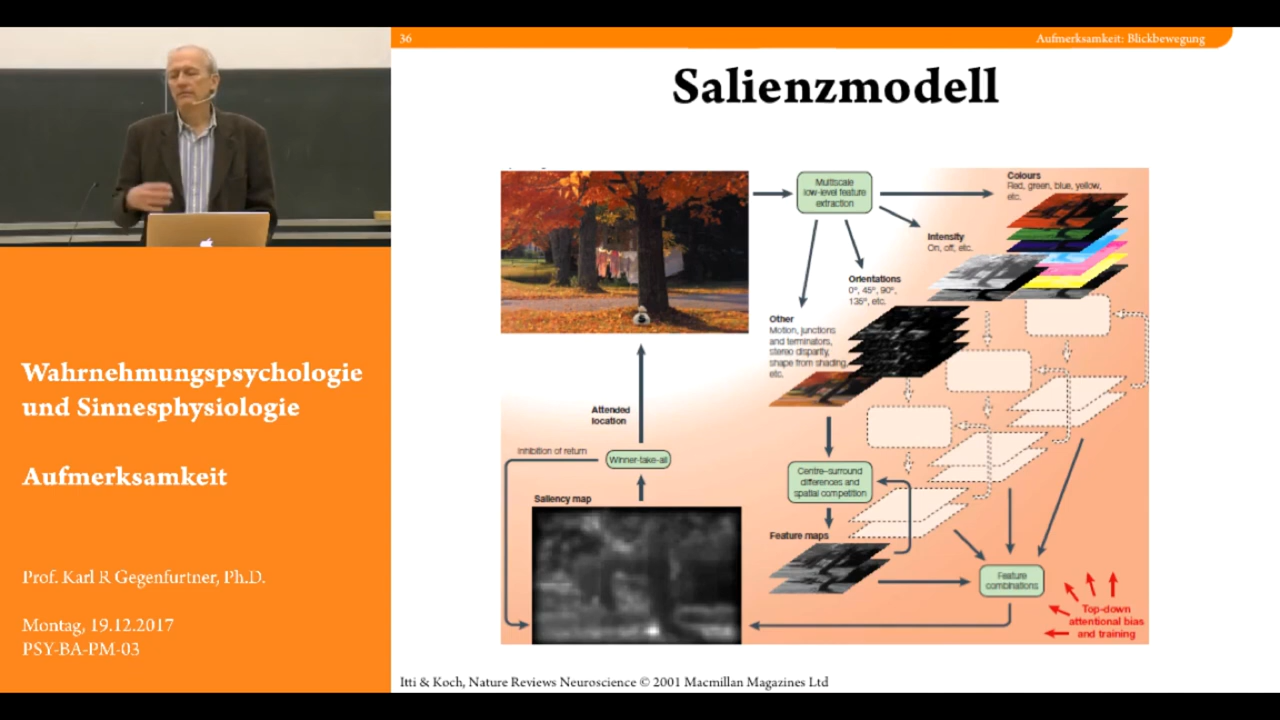 36
Aufmerksamkeit: Blickbewegung
Salienzmodell
Multiscale
low-level feature
extraction
Colours
Red, green, blue, yellow,
etc.
Intensity
On, off, etc.
Orientations
0°, 45°, 90°,
135°, etc.
Other
Motion, junctions
and terminators,
stereo disparity,
shape from shading,
etc.
Attended
location
Inhibition of return
Winner-take-all
Centre–surround
differences and
spatial competition
Saliency map
Feature maps
Feature
combinations
Top-down
attentional bias
and training
Itti & Koch, Nature Reviews Neuroscience © 2001 Macmillan Magazines Ltd
Wahrnehmungspsychologie
und Sinnesphysiologie
Aufmerksamkeit
Prof. Karl R Gegenfurtner, Ph.D.
Montag, 19.12.2017
PSY-BA-PM-03